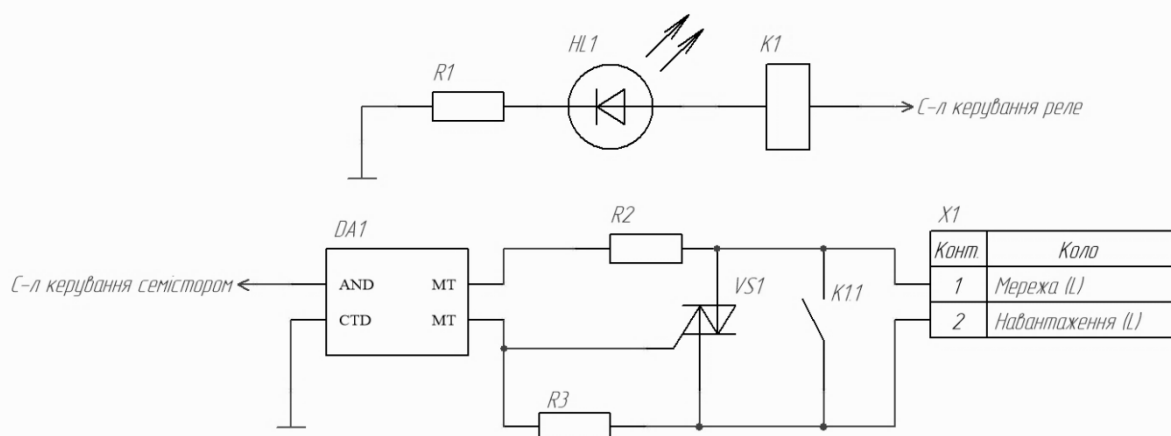 HL1
K1
R1
С-л керування реле
R2
X1
DA1
Конт. Коло
С-л керування семістором
AND MT
VS1
K1.1
1 Мережа (L)
CTD MT
2 Навантаження (L)
R3